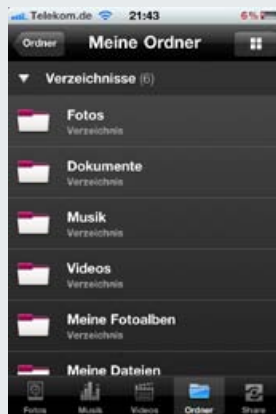 Telekom.de 21:43 6%
Ordner Meine Ordner
Verzeichnisse (6)
Fotos
Verzeichnis
Dokumente
Verzeichnis
Musik
Verzeichnis
Videos
Verzeichnis
Meine Fotoalben
Verzeichnis
Meine Dateien
Fotos Musik Videos Ordner Share